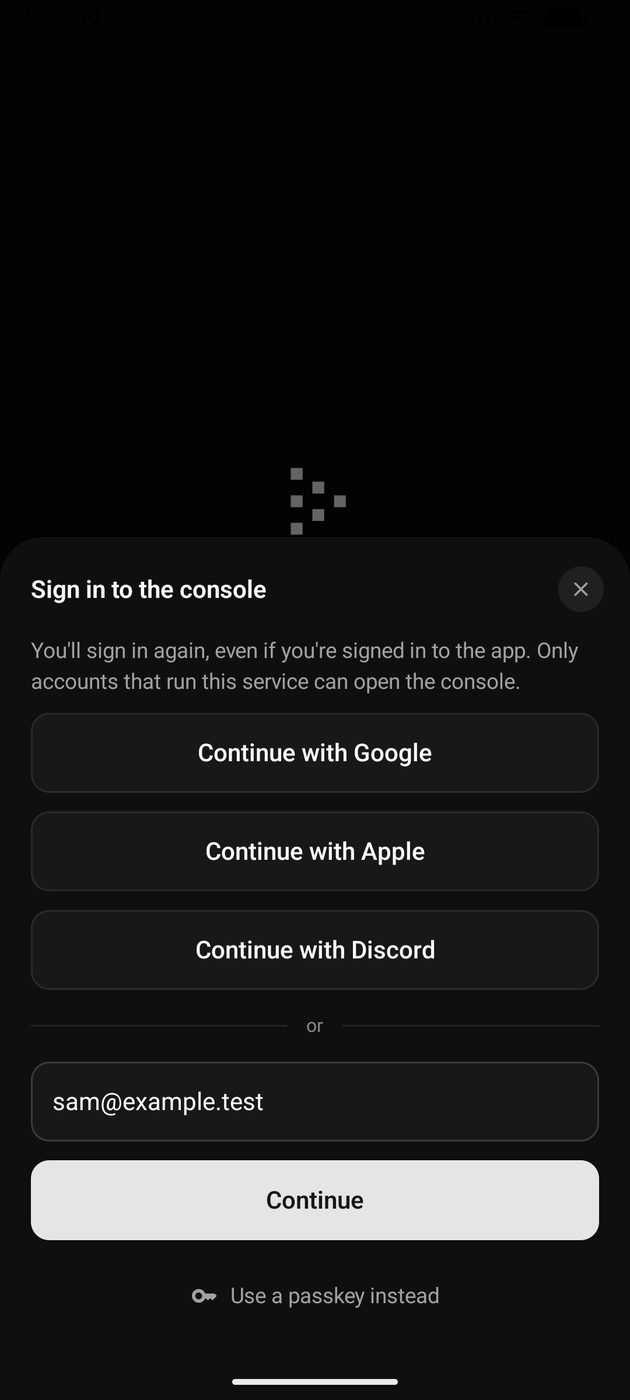 5:57
Sign in to the console
You'll sign in again, even if you're signed in to the app. Only
accounts that run this service can open the console.
Continue with Google
Continue with Apple
Continue with Discord
or
sam@example.test
Continue
Use a passkey instead